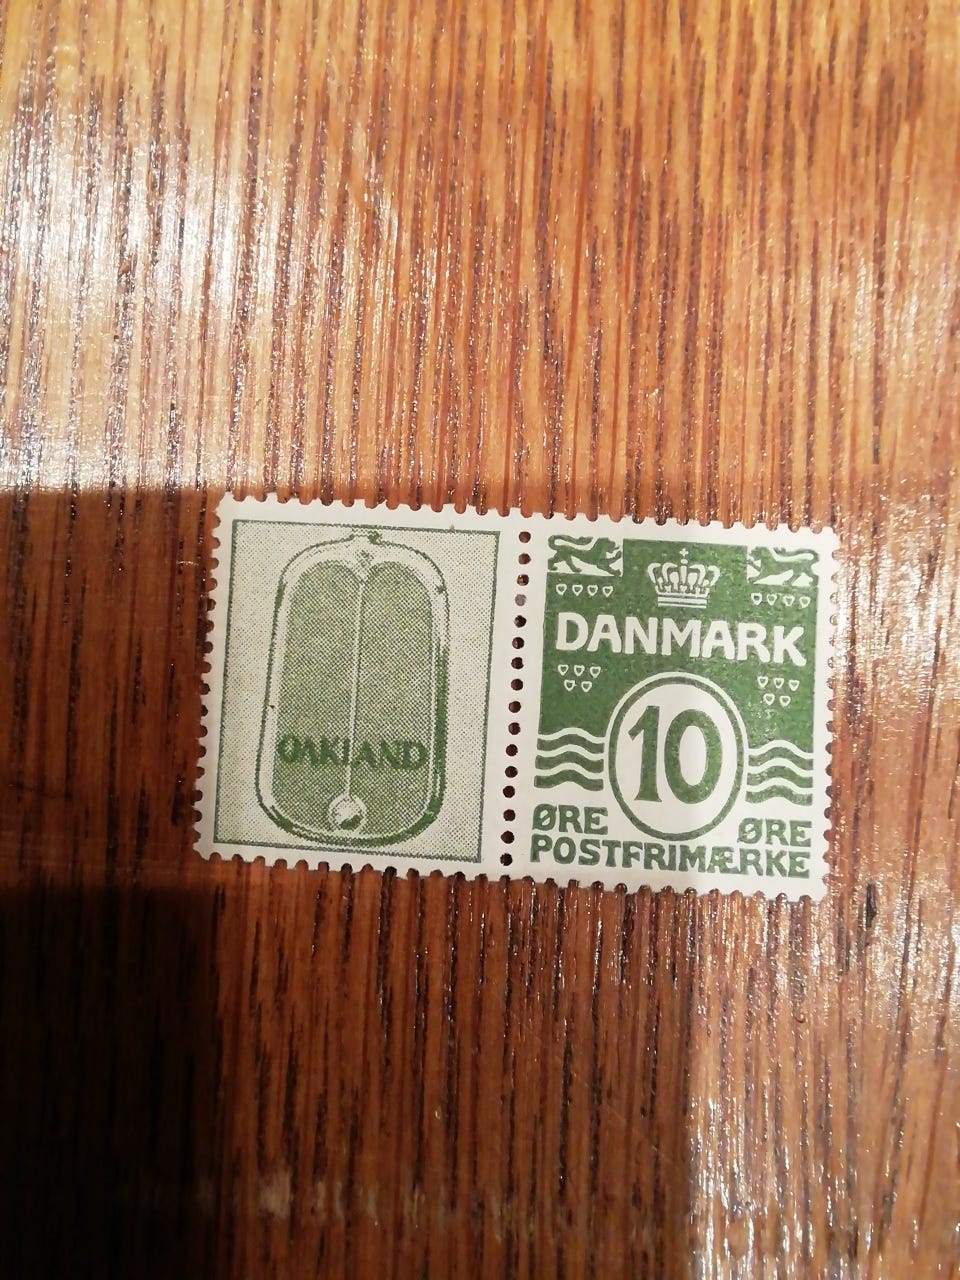 OAKLAND
DANMARK
10
ØRE ØRE
POSTFRIMÆRKE